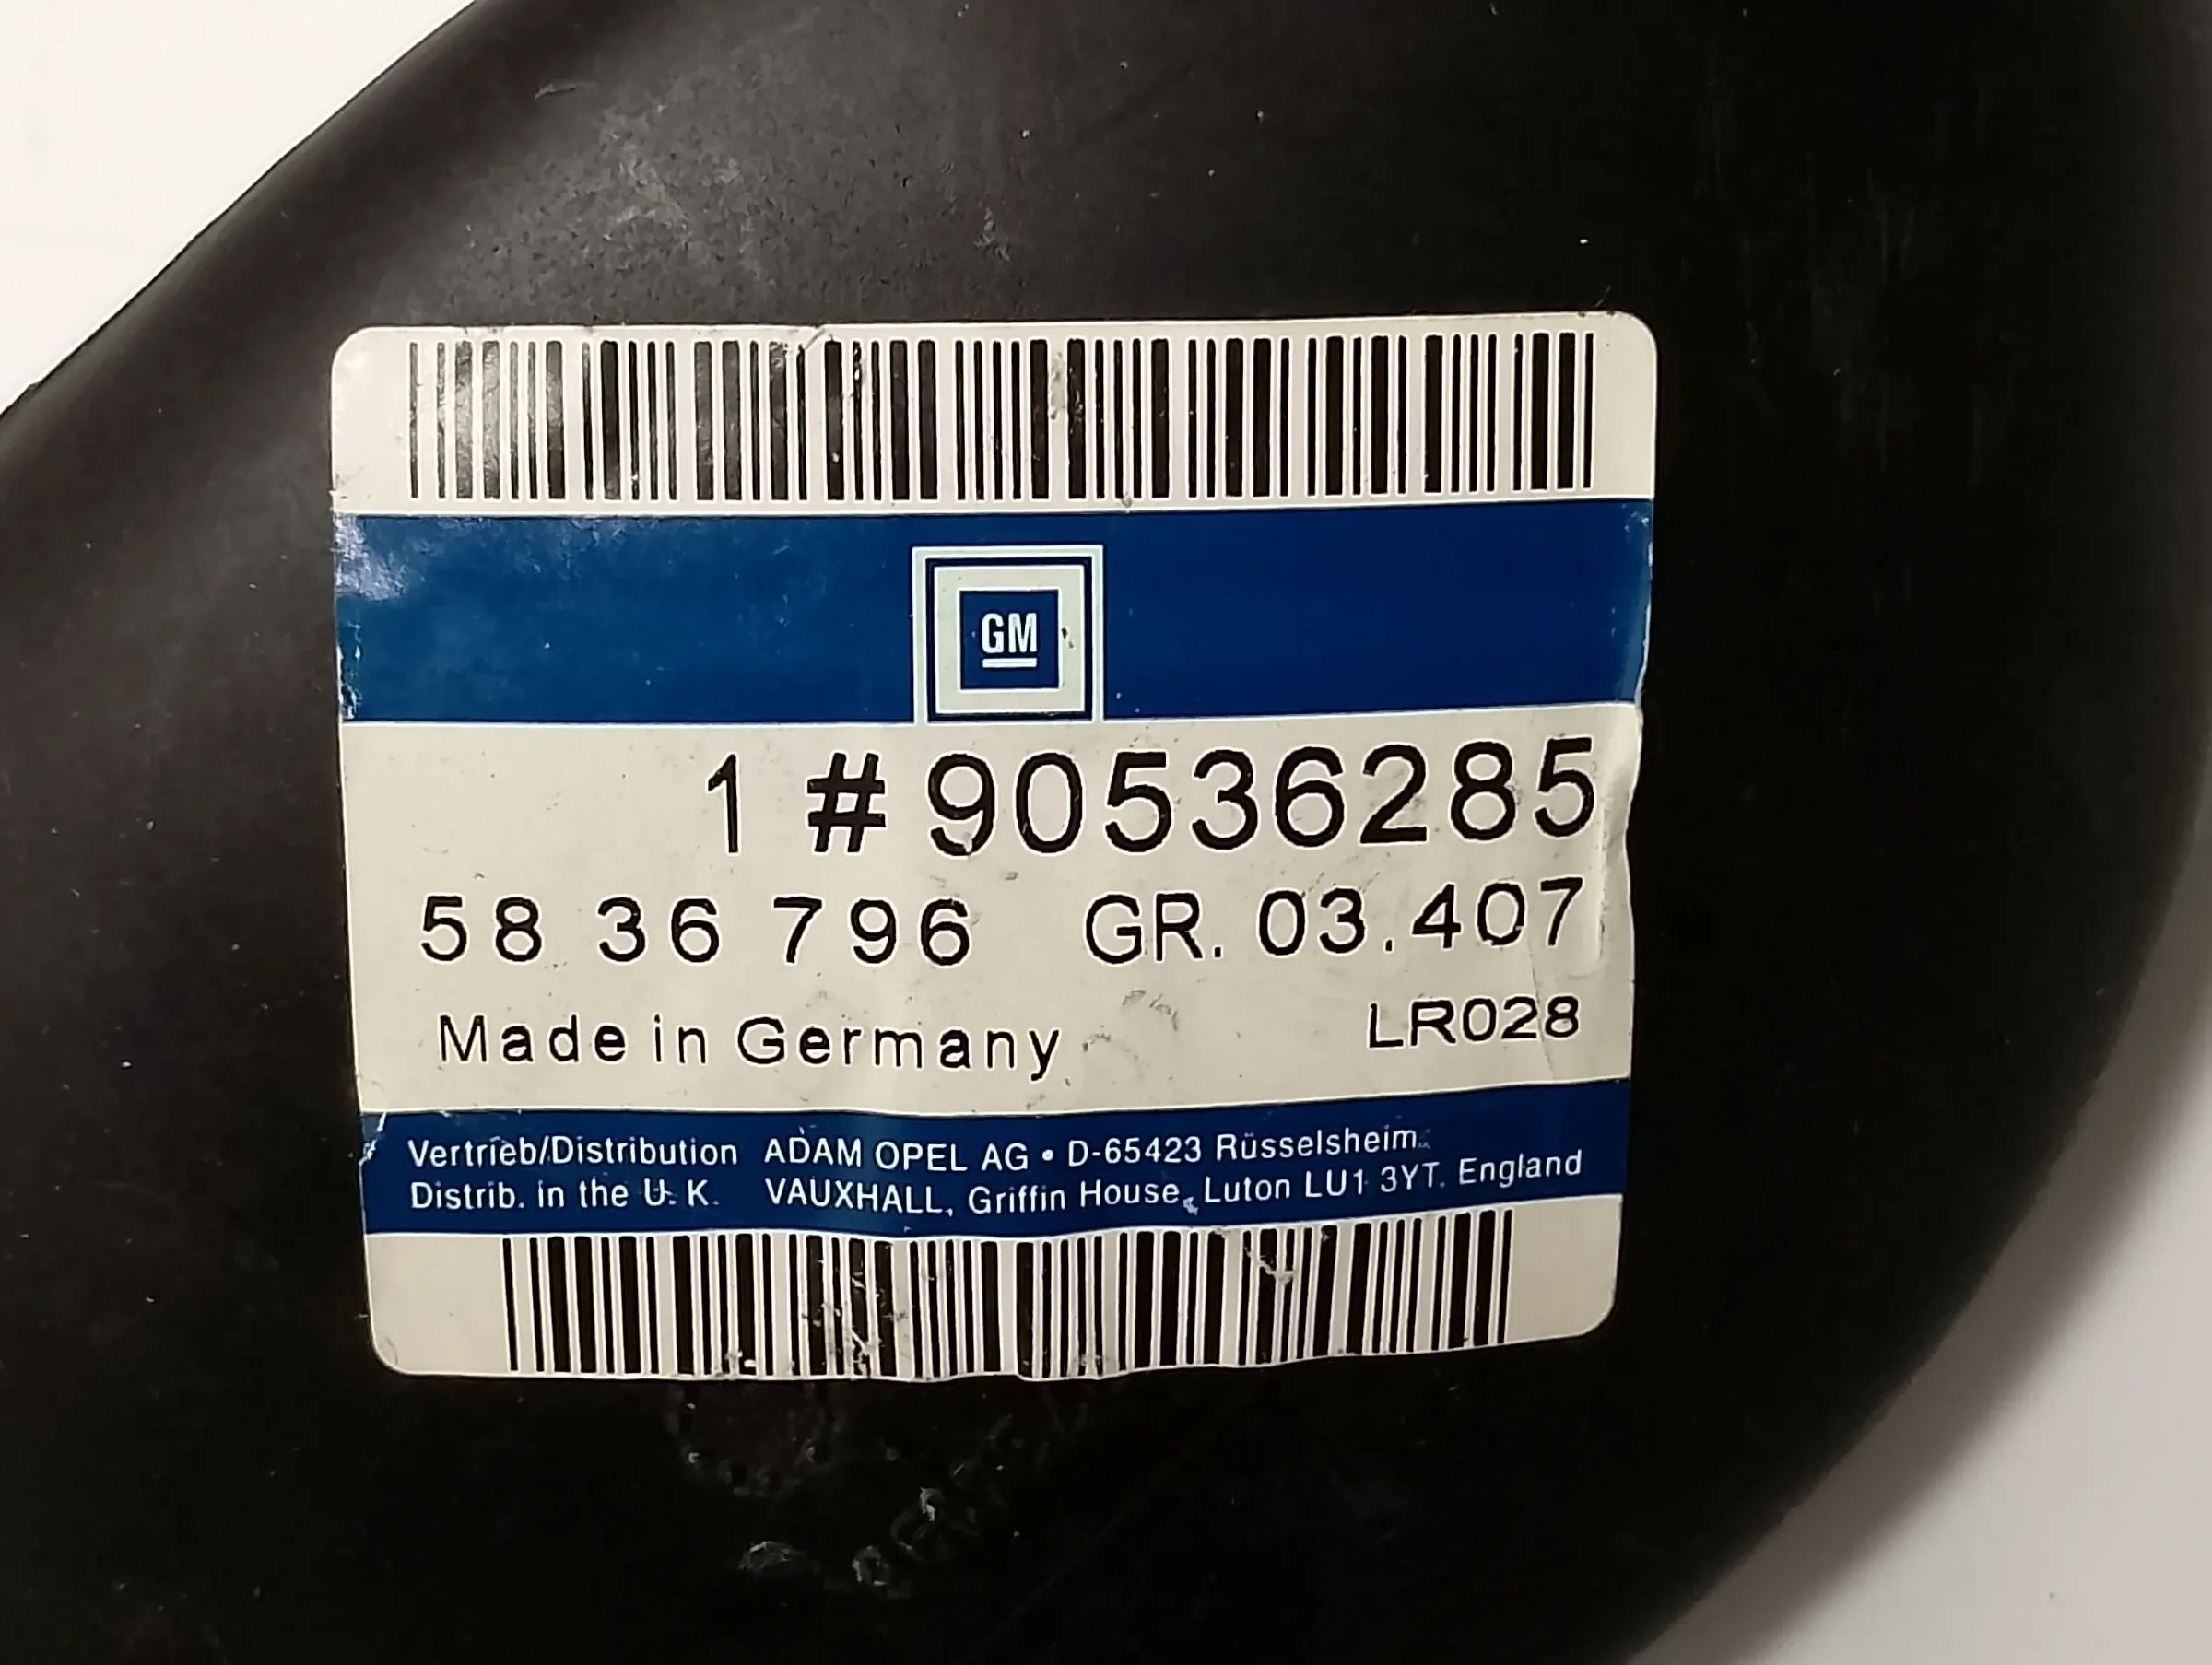 GM
1 # 90536285
58 36 796 GR. 03.407
Made in Germany LR028
Vertrieb/Distribution ADAM OPEL AG • D-65423 Rüsselsheim
Distrib. in the U. K. VAUXHALL, Griffin House, Luton LU1 3YT. England